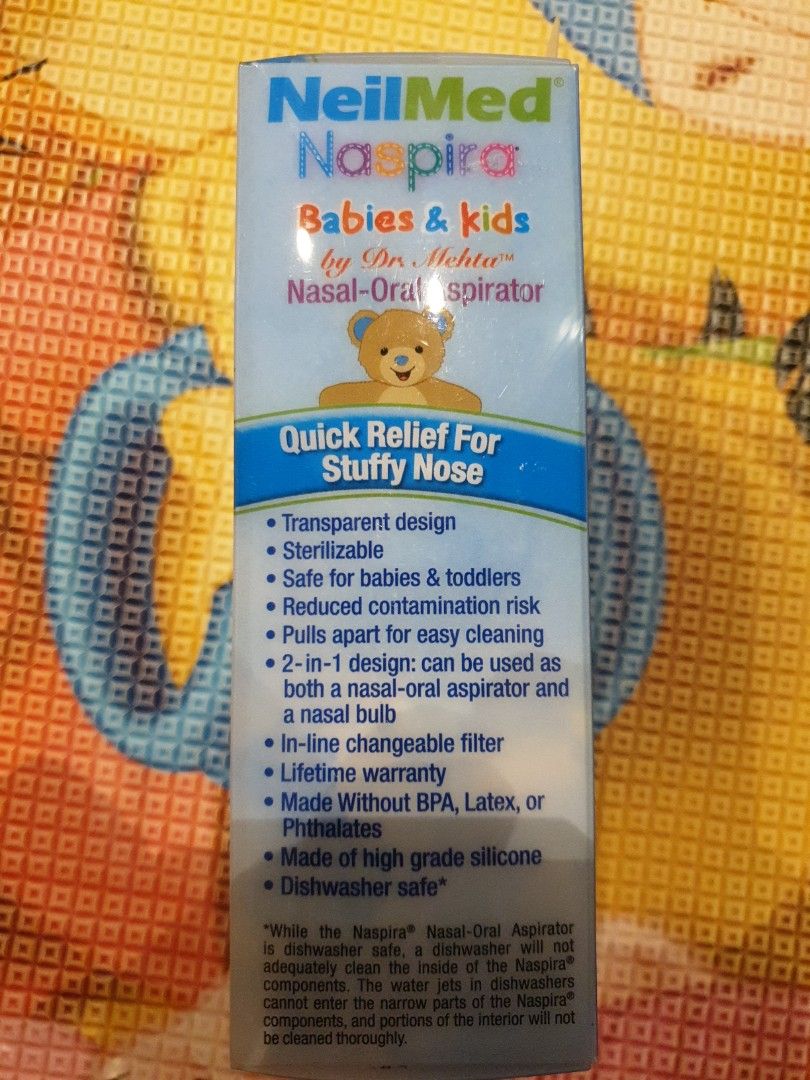 NeilMed®
Naspira®
Babies & kids
by Dr. Mehta™
Nasal-Oral Aspirator
Quick Relief For
Stuffy Nose
• Transparent design
• Sterilizable
• Safe for babies & toddlers
• Reduced contamination risk
• Pulls apart for easy cleaning
• 2-in-1 design: can be used as
both a nasal-oral aspirator and
a nasal bulb
• In-line changeable filter
• Lifetime warranty
• Made Without BPA, Latex, or
Phthalates
• Made of high grade silicone
• Dishwasher safe*
*While the Naspira® Nasal-Oral Aspirator
is dishwasher safe, a dishwasher will not
adequately clean the inside of the Naspira®
components. The water jets in dishwashers
cannot enter the narrow parts of the Naspira®
components, and portions of the interior will not
be cleaned thoroughly.